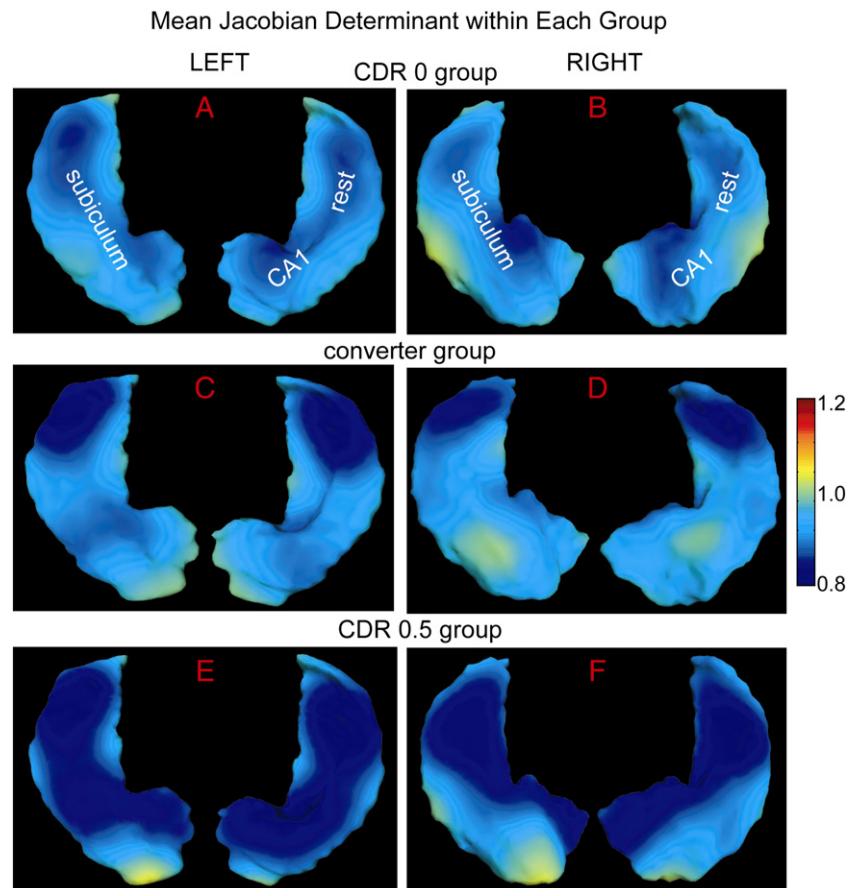 Mean Jacobian Determinant within Each Group
LEFT
RIGHT
CDR 0 group
A
B
subiculum
rest
CA1
subiculum
rest
CA1
converter group
C
D
1.2
1.0
0.8
CDR 0.5 group
E
F